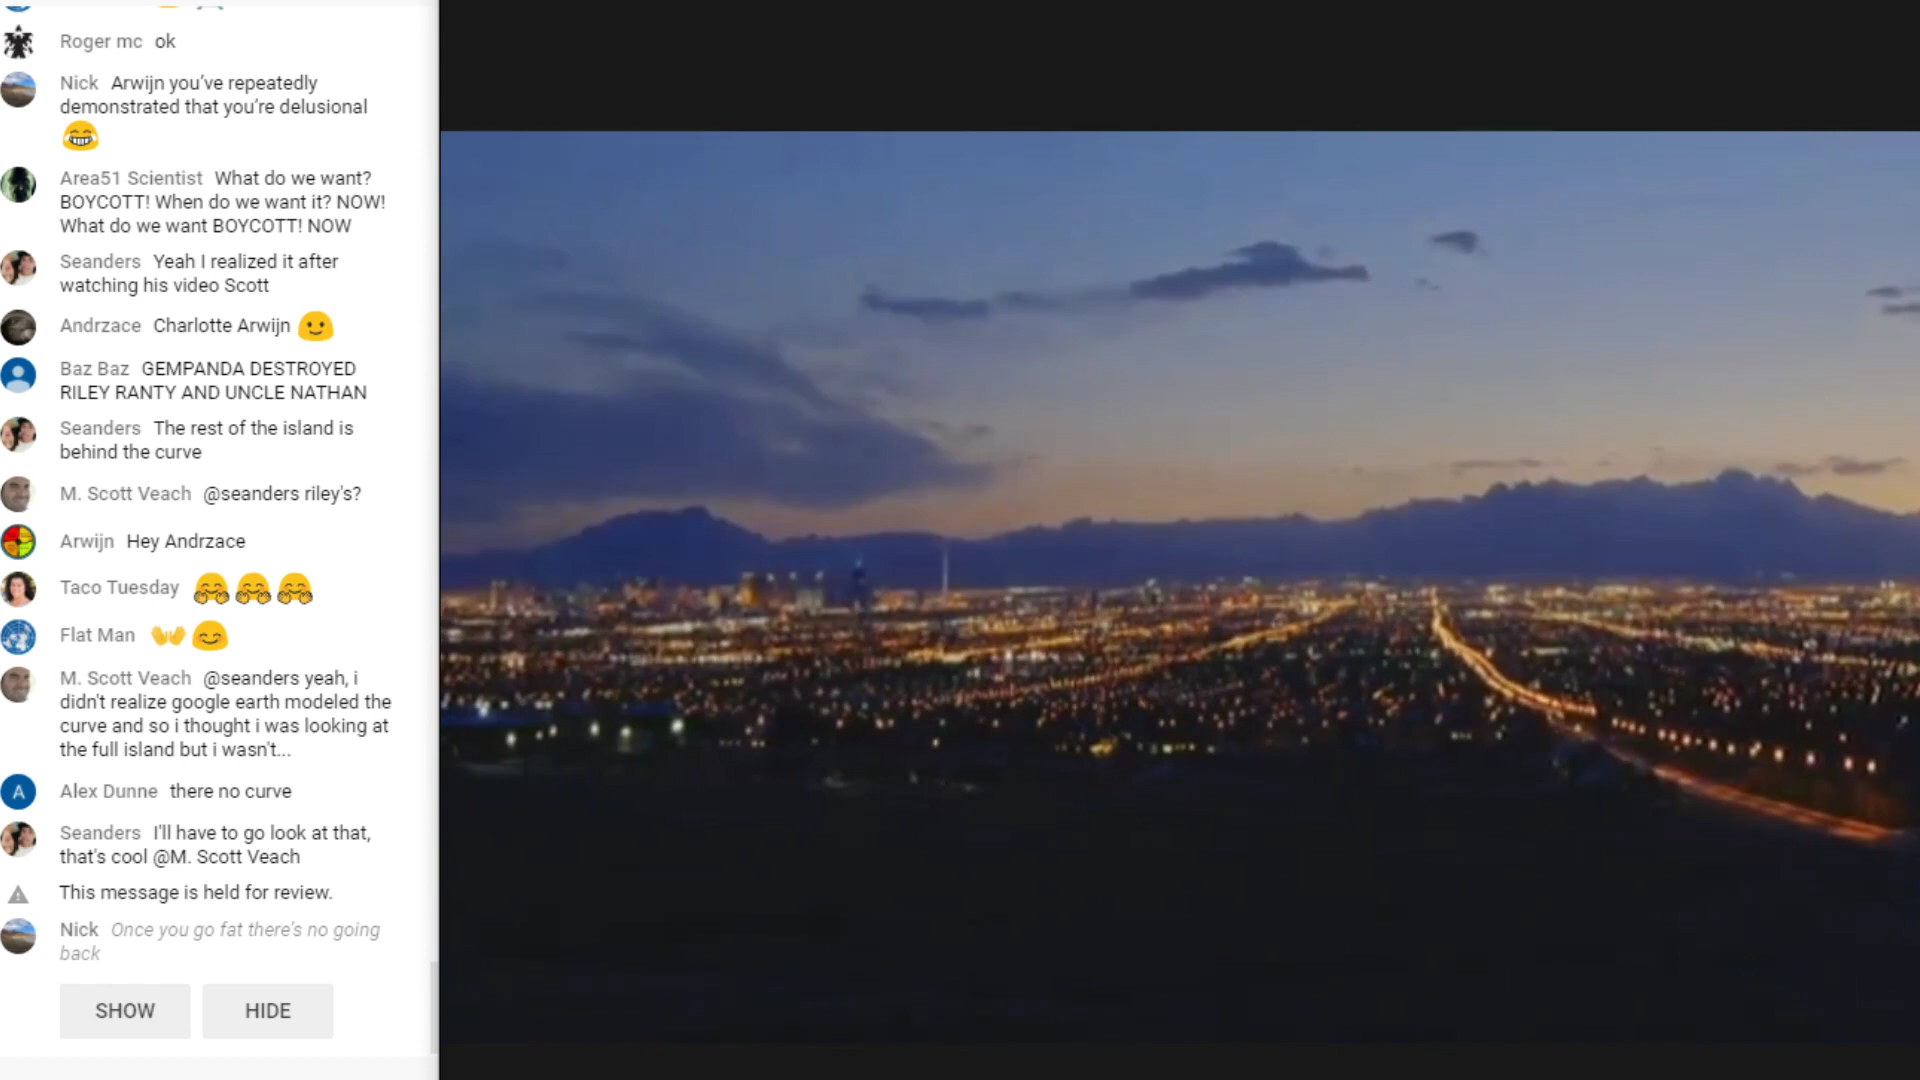 Roger mc ok
Nick Arwijn you’ve repeatedly
demonstrated that you’re delusional
Area51 Scientist What do we want?
BOYCOTT! When do we want it? NOW!
What do we want BOYCOTT! NOW
Seanders Yeah I realized it after
watching his video Scott
Andrzace Charlotte Arwijn
Baz Baz GEMPANDA DESTROYED
RILEY RANTY AND UNCLE NATHAN
Seanders The rest of the island is
behind the curve
M. Scott Veach @seanders riley's?
Arwijn Hey Andrzace
Taco Tuesday
Flat Man
M. Scott Veach @seanders yeah, i
didn't realize google earth modeled the
curve and so i thought i was looking at
the full island but i wasn't...
A Alex Dunne there no curve
Seanders I'll have to go look at that,
that's cool @M. Scott Veach
This message is held for review.
Nick Once you go fat there’s no going
back
SHOW HIDE